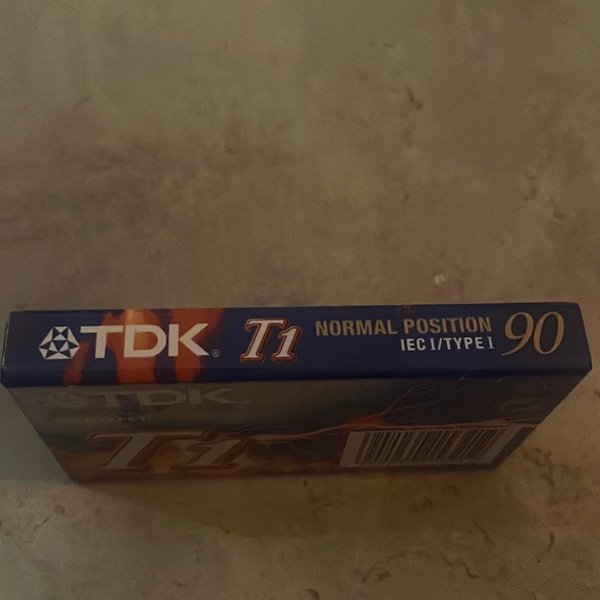 TDK® T1 NORMAL POSITION 90
IEC I/TYPE I
TDK
T1